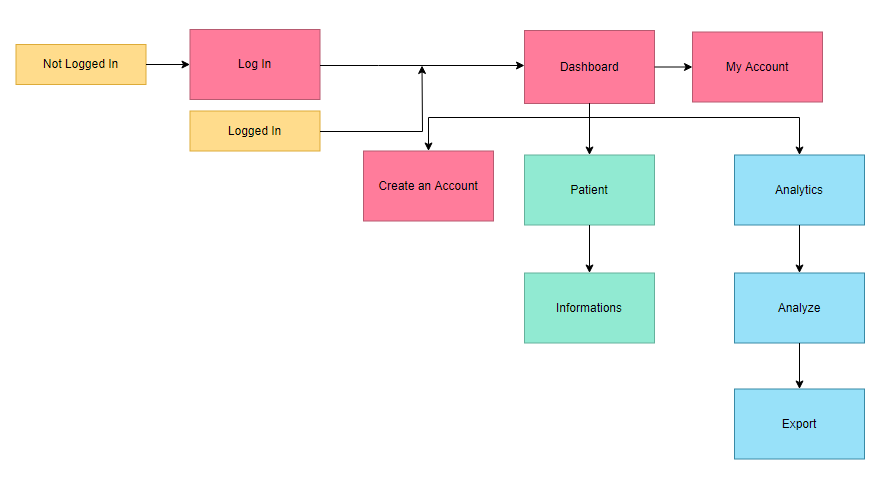 Not Logged In
Log In
Dashboard
My Account
Logged In
Create an Account
Patient
Analytics
Informations
Analyze
Export